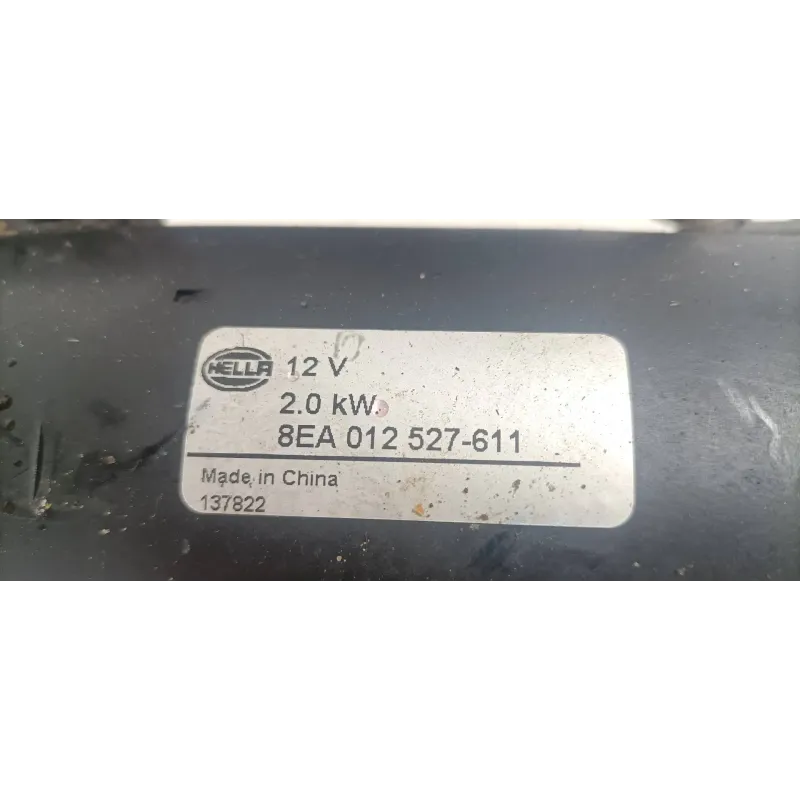 HELLA 12 V
2.0 kW
8EA 012 527-611
Made in China
137822